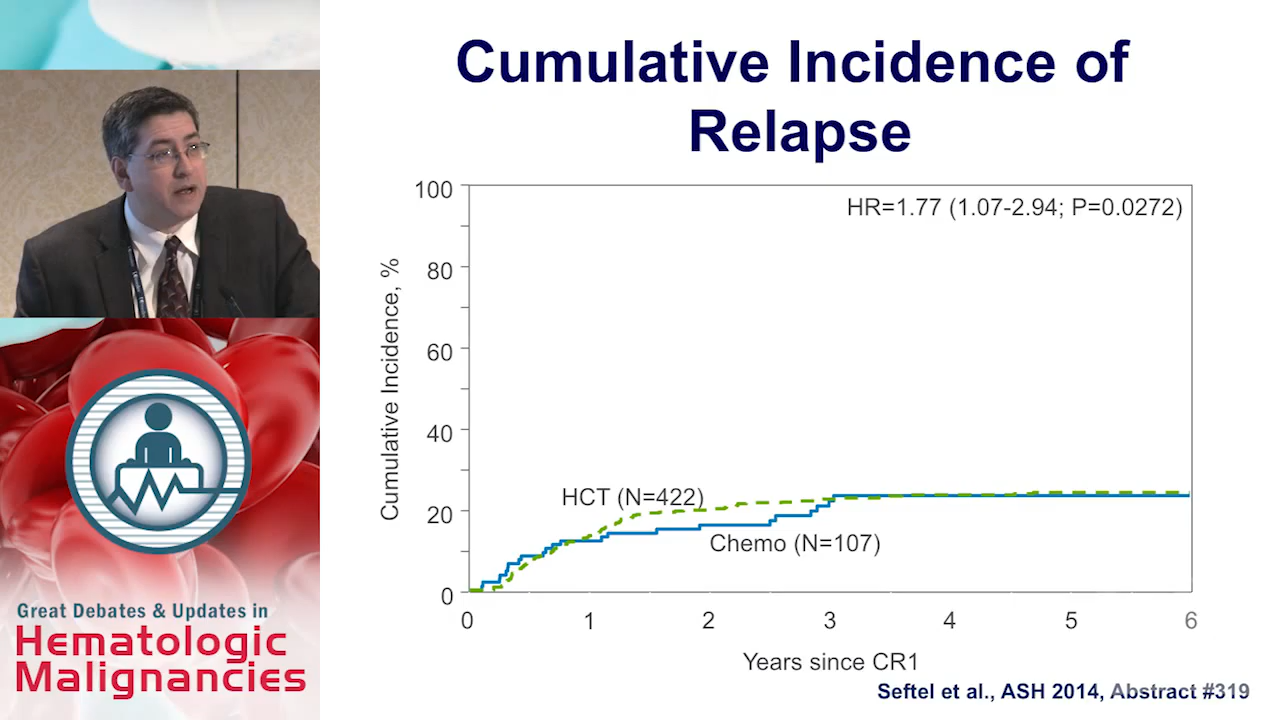 Cumulative Incidence of
Relapse
HR=1.77 (1.07-2.94; P=0.0272)
Cumulative Incidence, %
100
80
60
40
20
0
HCT (N=422)
Chemo (N=107)
0 1 2 3 4 5 6
Years since CR1
Seftel et al., ASH 2014, Abstract #319
Great Debates & Updates in
Hematologic
Malignancies